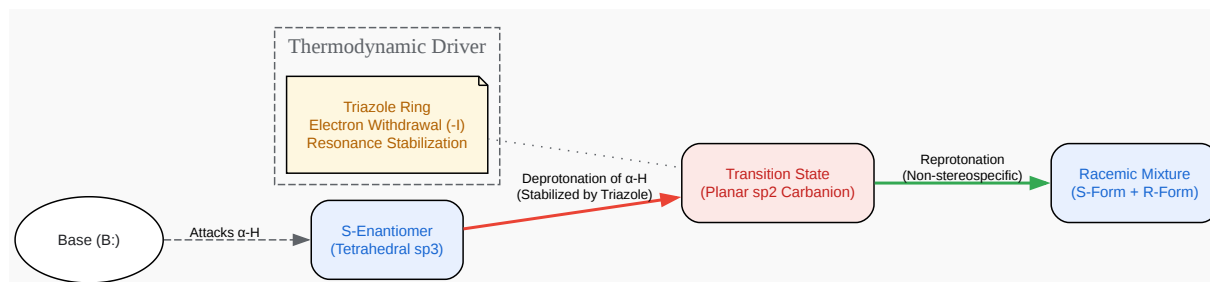 Thermodynamic Driver
Triazole Ring
Electron Withdrawal (-I)
Resonance Stabilization
Base (B:)
Attacks α-H
S-Enantiomer
(Tetrahedral sp3)
Deprotonation of α-H
(Stabilized by Triazole)
Transition State
(Planar sp2 Carbanion)
Reprotonation
(Non-stereospecific)
Racemic Mixture
(S-Form + R-Form)